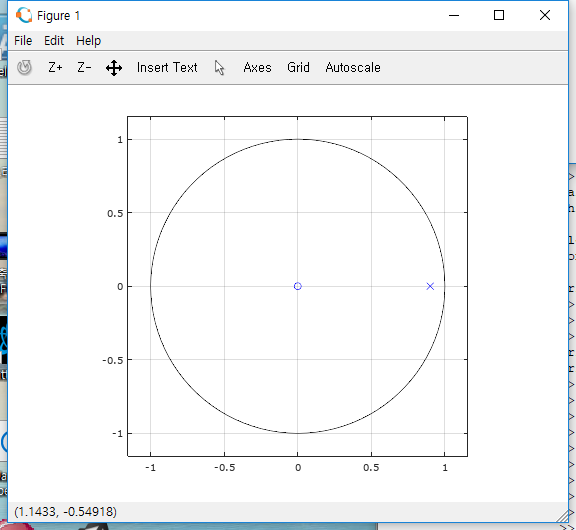 Figure 1
File Edit Help
Z+ Z- Insert Text Axes Grid Autoscale
1
0.5
0
-0.5
-1
-1 -0.5 0 0.5 1
(1.1433, -0.54918)